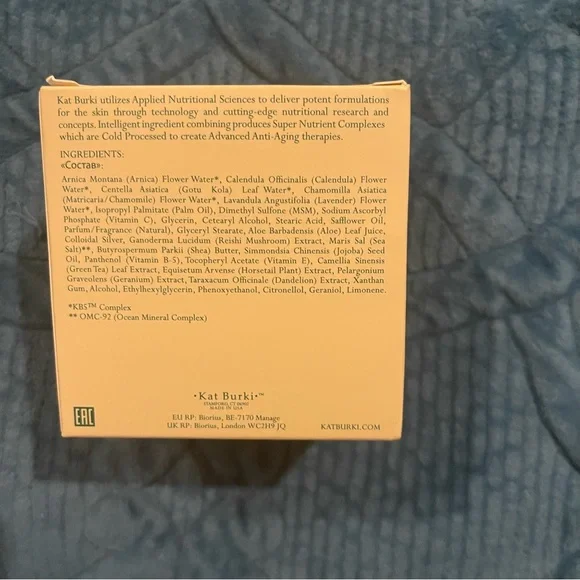 Kat Burki utilizes Applied Nutritional Sciences to deliver potent formulations
for the skin through technology and cutting-edge nutritional research and
concepts. Intelligent ingredient combining produces Super Nutrient Complexes
which are Cold Processed to create Advanced Anti-Aging therapies.
INGREDIENTS:
«Состав»:
Arnica Montana (Arnica) Flower Water*, Calendula Officinalis (Calendula) Flower
Water*, Centella Asiatica (Gotu Kola) Leaf Water*, Chamomilla Asiatica
(Matricaria/Chamomile) Flower Water*, Lavandula Angustifolia (Lavender) Flower
Water*, Isopropyl Palmitate (Palm Oil), Dimethyl Sulfone (MSM), Sodium Ascorbyl
Phosphate (Vitamin C), Glycerin, Cetearyl Alcohol, Stearic Acid, Safflower Oil,
Parfum/Fragrance (Natural), Glyceryl Stearate, Aloe Barbadensis (Aloe) Leaf Juice,
Colloidal Silver, Ganoderma Lucidum (Reishi Mushroom) Extract, Maris Sal (Sea
Salt)**, Butyrospermum Parkii (Shea) Butter, Simmondsia Chinensis (Jojoba) Seed
Oil, Panthenol (Vitamin B-5), Tocopheryl Acetate (Vitamin E), Camellia Sinensis
(Green Tea) Leaf Extract, Equisetum Arvense (Horsetail Plant) Extract, Pelargonium
Graveolens (Geranium) Extract, Taraxacum Officinale (Dandelion) Extract, Xanthan
Gum, Alcohol, Ethylhexylglycerin, Phenoxyethanol, Citronellol, Geraniol, Limonene.
*KB5™ Complex
** OMC-92 (Ocean Mineral Complex)
•Kat Burki•™
STAMFORD, CT 06902
MADE IN USA
EAC
EU RP: Biorius, BE-7170 Manage
UK RP: Biorius, London WC2H9 JQ
KATBURKI.COM